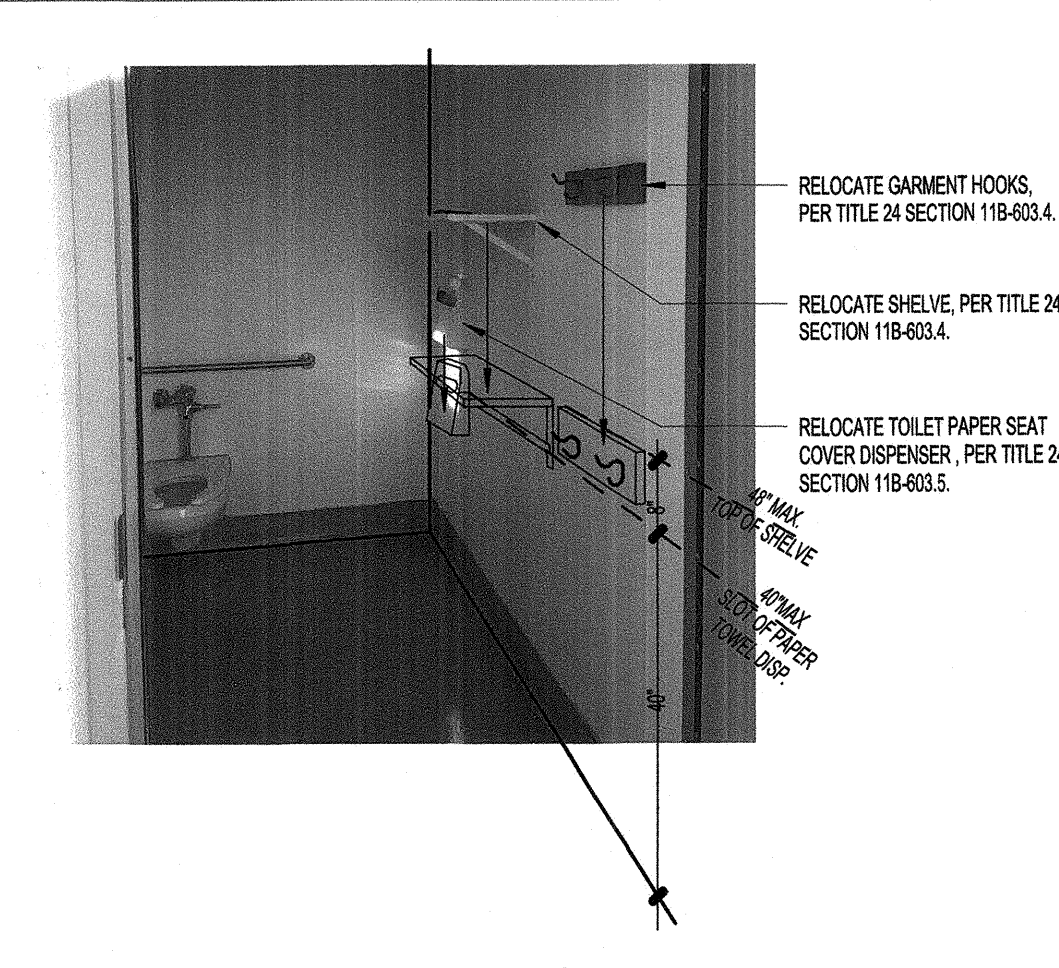 RELOCATE GARMENT HOOKS,
PER TITLE 24 SECTION 11B-603.4.
RELOCATE SHELVE, PER TITLE 24
SECTION 11B-603.4.
RELOCATE TOILET PAPER SEAT
COVER DISPENSER , PER TITLE 24
SECTION 11B-603.5.
48" MAX.
TOP OF SHELVE
8"
40"MAX
SLOT OF PAPER
TOWEL DISP.
40"